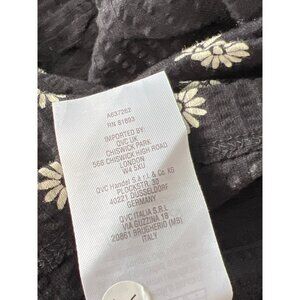 A637262
RN 81693
IMPORTED BY:
QVC UK
CHISWICK PARK
566 CHISWICK HIGH ROAD
LONDON
W4 5XU
QVC Handel S.à r.l. & Co. KG
PLOCKSTR. 30
40221 DÜSSELDORF
GERMANY
QVC ITALIA S.R.L.
VIA GUZZINA 18
20861 BRUGHERIO (MB)
ITALY